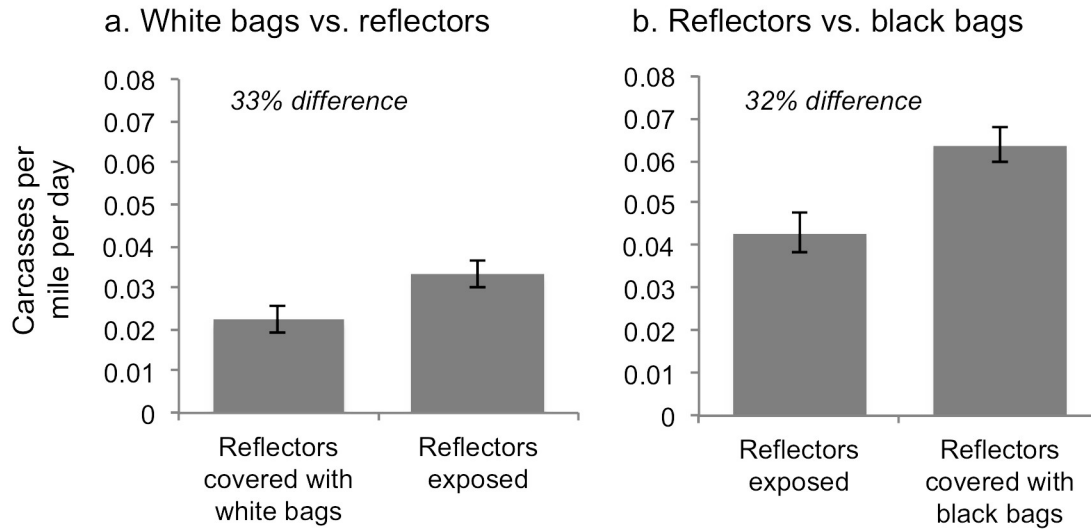 a. White bags vs. reflectors
33% difference
Carcasses per
mile per day
0.08
0.07
0.06
0.05
0.04
0.03
0.02
0.01
0
Reflectors
covered with
white bags
Reflectors
exposed
b. Reflectors vs. black bags
32% difference
0.08
0.07
0.06
0.05
0.04
0.03
0.02
0.01
0
Reflectors
exposed
Reflectors
covered with
black bags